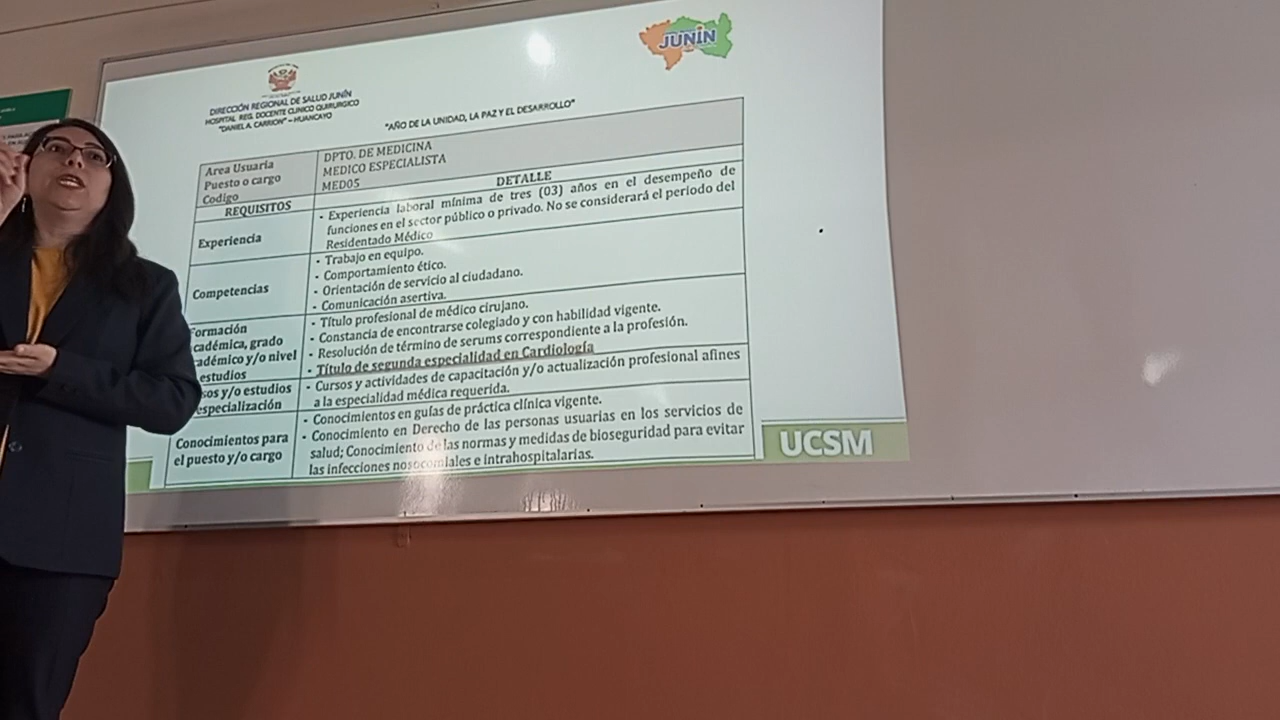 JUNÍN
DIRECCIÓN REGIONAL DE SALUD JUNÍN
HOSPITAL REG. DOCENTE CLINICO QUIRURGICO
"DANIEL A. CARRION" – HUANCAYO
"AÑO DE LA UNIDAD, LA PAZ Y EL DESARROLLO"
Area Usuaria
DPTO. DE MEDICINA
Puesto o cargo
MEDICO ESPECIALISTA
Codigo
MED05
REQUISITOS
DETALLE
Experiencia
- Experiencia laboral mínima de tres (03) años en el desempeño de
funciones en el sector público o privado. No se considerará el periodo del
Residentado Médico
Competencias
- Trabajo en equipo.
- Comportamiento ético.
- Orientación de servicio al ciudadano.
- Comunicación asertiva.
ormación
cadémica, grado
adémico y/o nivel
estudios
- Título profesional de médico cirujano.
- Constancia de encontrarse colegiado y con habilidad vigente.
- Resolución de término de serums correspondiente a la profesión.
- Título de segunda especialidad en Cardiología
sos y/o estudios
especialización
- Cursos y actividades de capacitación y/o actualización profesional afines
a la especialidad médica requerida.
Conocimientos para
el puesto y/o cargo
- Conocimientos en guías de práctica clínica vigente.
- Conocimiento en Derecho de las personas usuarias en los servicios de
salud; Conocimiento de las normas y medidas de bioseguridad para evitar
las infecciones nosocomiales e intrahospitalarias.
UCSM